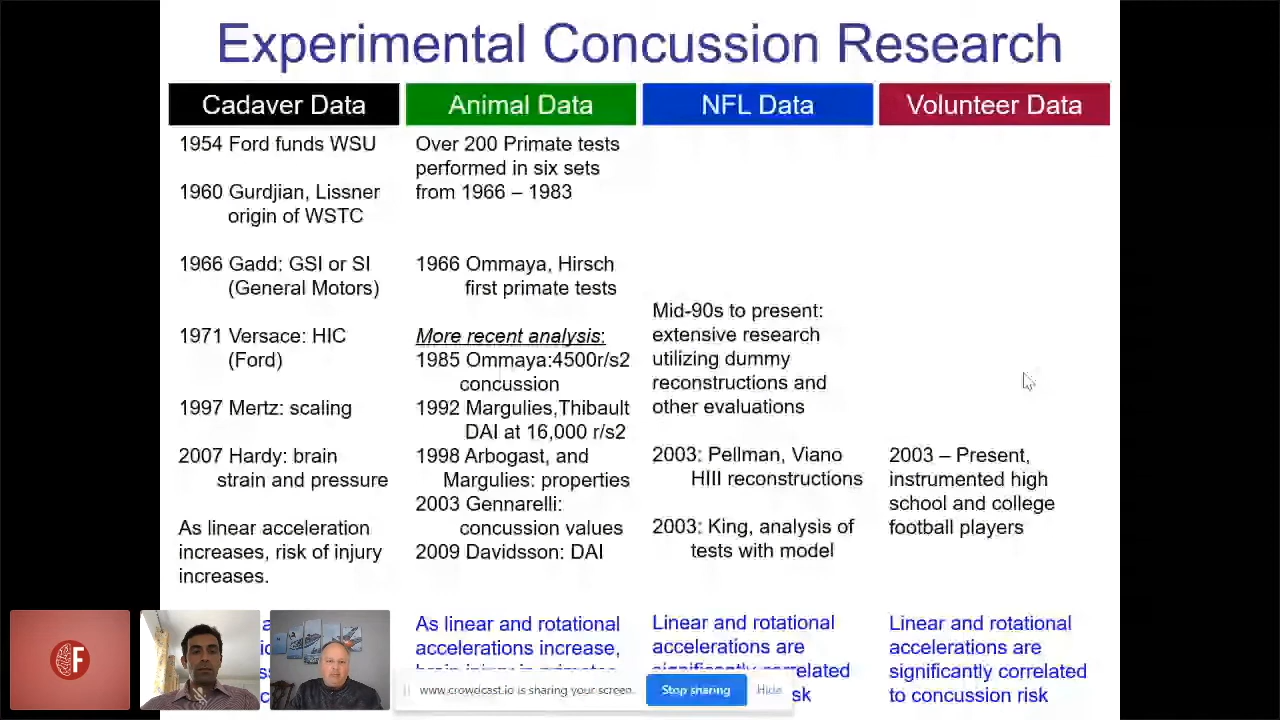 Experimental Concussion Research
Cadaver Data
1954 Ford funds WSU
1960 Gurdjian, Lissner
origin of WSTC
1966 Gadd: GSI or SI
(General Motors)
1971 Versace: HIC
(Ford)
1997 Mertz: scaling
2007 Hardy: brain
strain and pressure
As linear acceleration
increases, risk of injury
increases.
Animal Data
Over 200 Primate tests
performed in six sets
from 1966 – 1983
1966 Ommaya, Hirsch
first primate tests
More recent analysis:
1985 Ommaya:4500r/s2
concussion
1992 Margulies,Thibault
DAI at 16,000 r/s2
1998 Arbogast, and
Margulies: properties
2003 Gennarelli:
concussion values
2009 Davidsson: DAI
As linear and rotational
accelerations increase,
brain injury in primates
NFL Data
Mid-90s to present:
extensive research
utilizing dummy
reconstructions and
other evaluations
2003: Pellman, Viano
HIII reconstructions
2003: King, analysis of
tests with model
Linear and rotational
accelerations are
significantly correlated
Volunteer Data
2003 – Present,
instrumented high
school and college
football players
Linear and rotational
accelerations are
significantly correlated
to concussion risk
F
www.crowdcast.io is sharing your screen.
Stop sharing
Hide